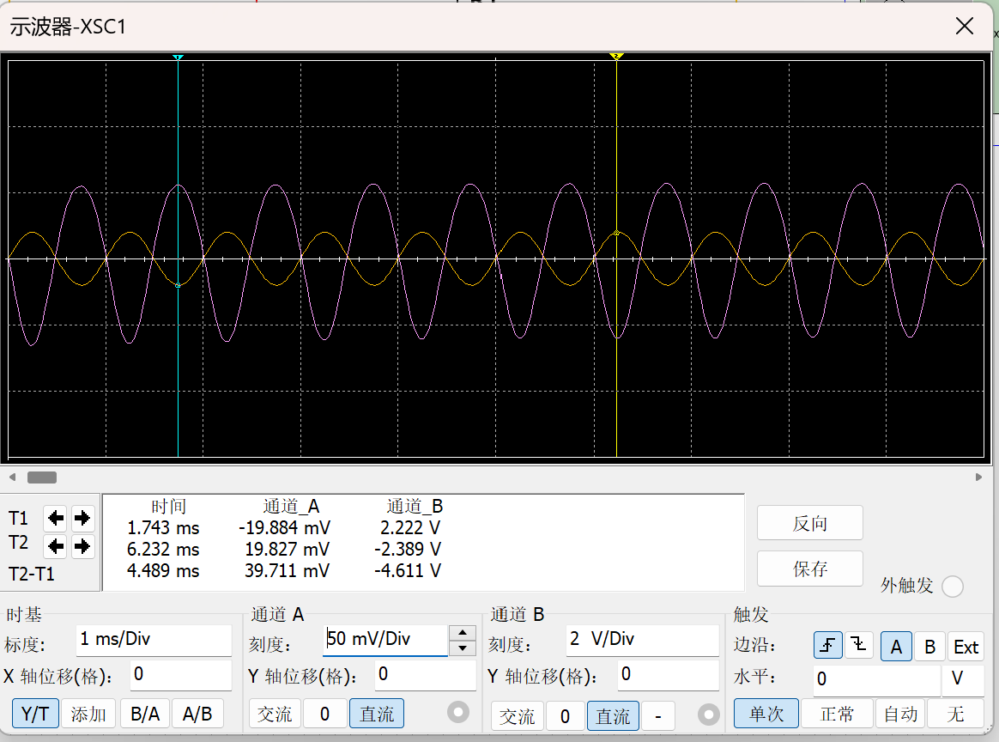 示波器-XSC1
1
2
时间 通道_A 通道_B
T1 1.743 ms -19.884 mV 2.222 V
T2 6.232 ms 19.827 mV -2.389 V
T2-T1 4.489 ms 39.711 mV -4.611 V
反向
保存
外触发
时基 通道 A 通道 B 触发
标度: 1 ms/Div 刻度: 50 mV/Div 刻度: 2 V/Div 边沿: A B Ext
X 轴位移(格): 0 Y 轴位移(格): 0 Y 轴位移(格): 0 水平: 0 V
Y/T 添加 B/A A/B 交流 0 直流 交流 0 直流 - 单次 正常 自动 无